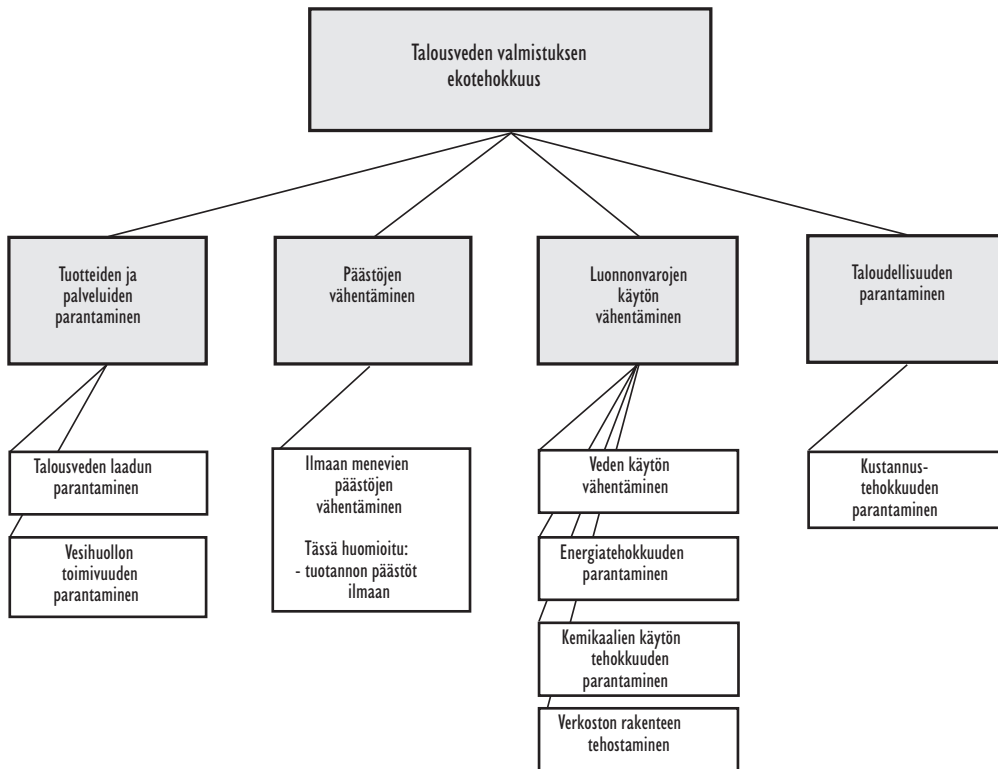 Talousveden valmistuksen
ekotehokkuus
Tuotteiden ja
palveluiden
parantaminen
Päästöjen
vähentäminen
Luonnonvarojen
käytön
vähentäminen
Taloudellisuuden
parantaminen
Talousveden laadun
parantaminen
Vesihuollon
toimivuuden
parantaminen
Ilmaan menevien
päästöjen
vähentäminen
Tässä huomioitu:
- tuotannon päästöt
ilmaan
Veden käytön
vähentäminen
Energiatehokkuuden
parantaminen
Kemikaalien käytön
tehokkuuden
parantaminen
Verkoston rakenteen
tehostaminen
Kustannus-
tehokkuuden
parantaminen